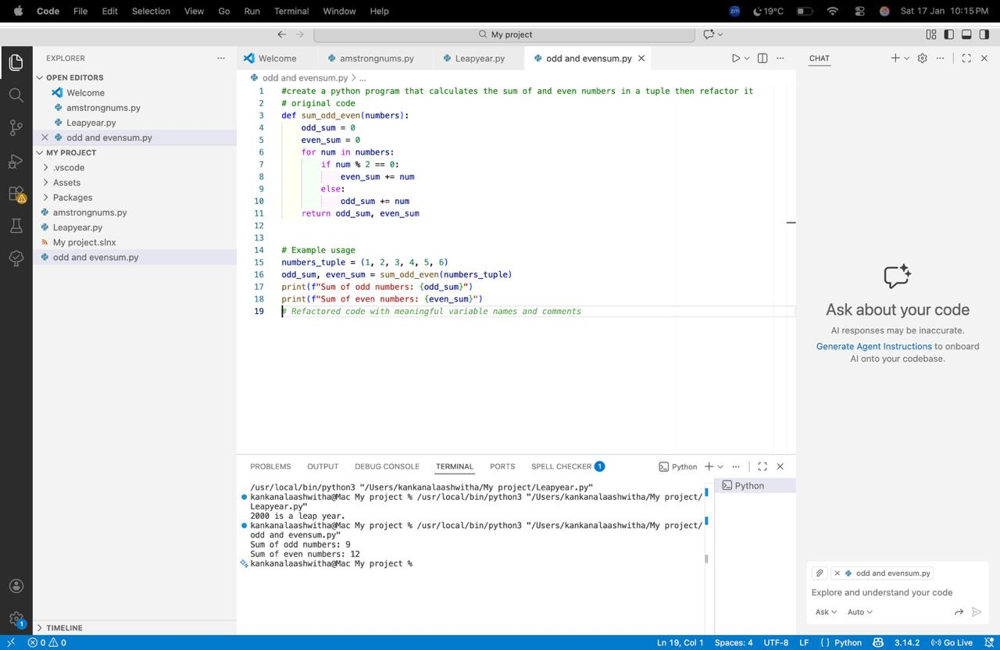 Code File Edit Selection View Go Run Terminal Window Help
zm 19°C Sat 17 Jan 10:15 PM
My project
EXPLORER
OPEN EDITORS
Welcome
amstrongnums.py
Leapyear.py
odd and evensum.py
MY PROJECT
.vscode
Assets
Packages
amstrongnums.py
Leapyear.py
My project.slnx
odd and evensum.py
TIMELINE
Welcome amstrongnums.py Leapyear.py odd and evensum.py
odd and evensum.py > ...
1 #create a python program that calculates the sum of and even numbers in a tuple then refactor it
2 # original code
3 def sum_odd_even(numbers):
4 odd_sum = 0
5 even_sum = 0
6 for num in numbers:
7 if num % 2 == 0:
8 even_sum += num
9 else:
10 odd_sum += num
11 return odd_sum, even_sum
12
13
14 # Example usage
15 numbers_tuple = (1, 2, 3, 4, 5, 6)
16 odd_sum, even_sum = sum_odd_even(numbers_tuple)
17 print(f"Sum of odd numbers: {odd_sum}")
18 print(f"Sum of even numbers: {even_sum}")
19 # Refactored code with meaningful variable names and comments
PROBLEMS OUTPUT DEBUG CONSOLE TERMINAL PORTS SPELL CHECKER 1
Python
/usr/local/bin/python3 "/Users/kankanalaashwitha/My project/Leapyear.py"
kankanalaashwitha@Mac My project % /usr/local/bin/python3 "/Users/kankanalaashwitha/My project/
Leapyear.py"
2000 is a leap year.
kankanalaashwitha@Mac My project % /usr/local/bin/python3 "/Users/kankanalaashwitha/My project/
odd and evensum.py"
Sum of odd numbers: 9
Sum of even numbers: 12
kankanalaashwitha@Mac My project %
Python
CHAT
Ask about your code
AI responses may be inaccurate.
Generate Agent Instructions to onboard
AI onto your codebase.
odd and evensum.py
Explore and understand your code
Ask Auto
1
0 0 Ln 19, Col 1 Spaces: 4 UTF-8 LF { } Python 3.14.2 Go Live